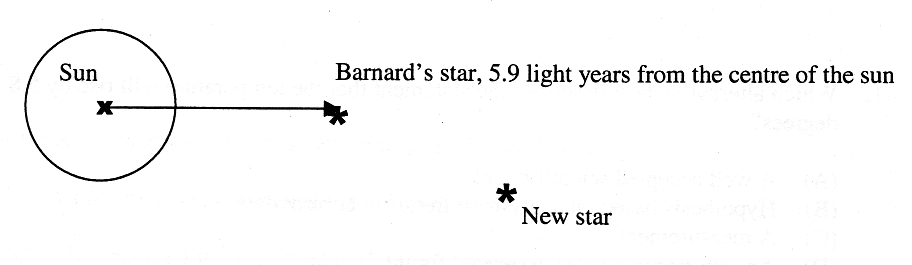 Sun
Barnard's star, 5.9 light years from the centre of the sun
New star